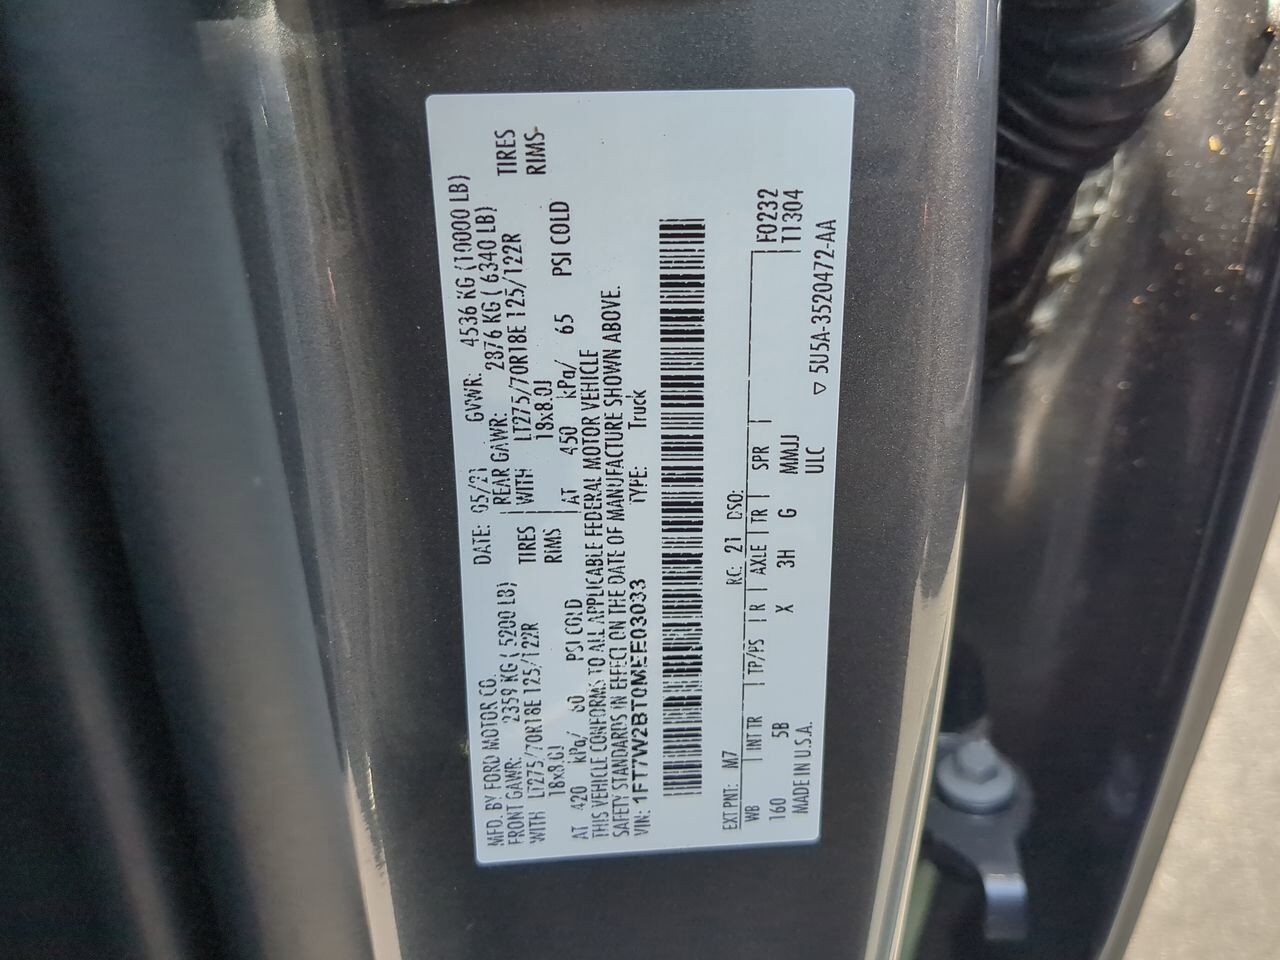 MFD. BY FORD MOTOR CO. DATE: 05/21 GVWR: 4536 KG (10000 LB)
FRONT GAWR: 2359 KG ( 5200 LB) REAR GAWR: 2876 KG ( 6340 LB)
WITH LT275/70R18E 125/122R TIRES WITH LT275/70R18E 125/122R TIRES
18x8.0J RIMS 18x8.0J RIMS
AT 420 kPa/ 60 PSI COLD AT 450 kPa/ 65 PSI COLD
THIS VEHICLE CONFORMS TO ALL APPLICABLE FEDERAL MOTOR VEHICLE
SAFETY STANDARDS IN EFFECT ON THE DATE OF MANUFACTURE SHOWN ABOVE.
VIN: 1FT7W2BT0MEE03033 TYPE: Truck
EXT PNT: M7 RC: 21 DSO:
WB INT TR TP/PS R AXLE TR SPR F0232
160 5B X 3H G MMJJ T1304
MADE IN U.S.A. ULC ▽ 5U5A-3520472-AA